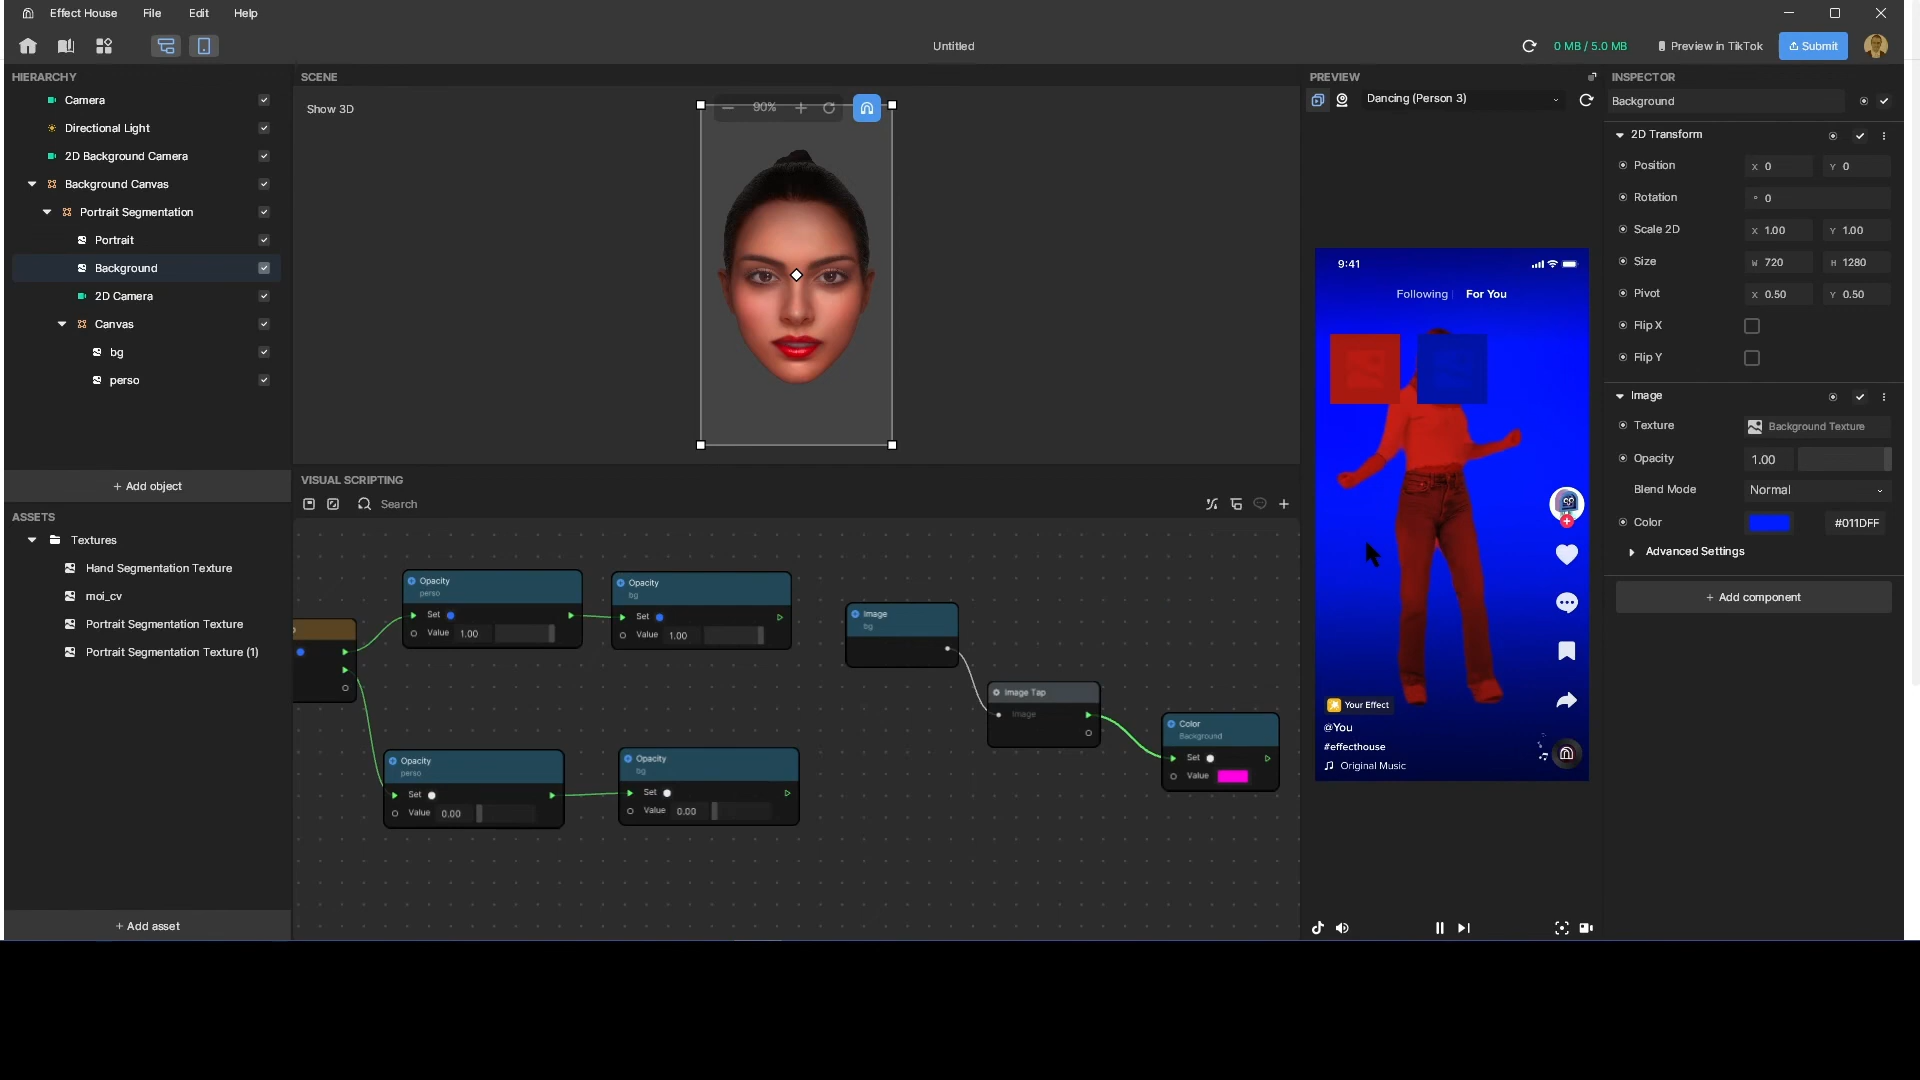 Effect House File Edit Help
Untitled
0 MB / 5.0 MB
Preview in TikTok
Submit
HIERARCHY
Camera
Directional Light
2D Background Camera
Background Canvas
Portrait Segmentation
Portrait
Background
2D Camera
Canvas
bg
perso
+ Add object
ASSETS
Textures
Hand Segmentation Texture
moi_cv
Portrait Segmentation Texture
Portrait Segmentation Texture (1)
+ Add asset
SCENE
Show 3D
90%
VISUAL SCRIPTING
Search
Opacity
perso
Set
Value 1.00
Opacity
bg
Set
Value 1.00
Opacity
perso
Set
Value 0.00
Opacity
bg
Set
Value 0.00
Image
bg
Image Tap
Image
Color
Background
Set
Value
PREVIEW
Dancing (Person 3)
9:41
Following For You
Your Effect
@You
#effecthouse
Original Music
INSPECTOR
Background
2D Transform
Position X 0 Y 0
Rotation ° 0
Scale 2D X 1.00 Y 1.00
Size W 720 H 1280
Pivot X 0.50 Y 0.50
Flip X
Flip Y
Image
Texture Background Texture
Opacity 1.00
Blend Mode Normal
Color #011DFF
Advanced Settings
+ Add component